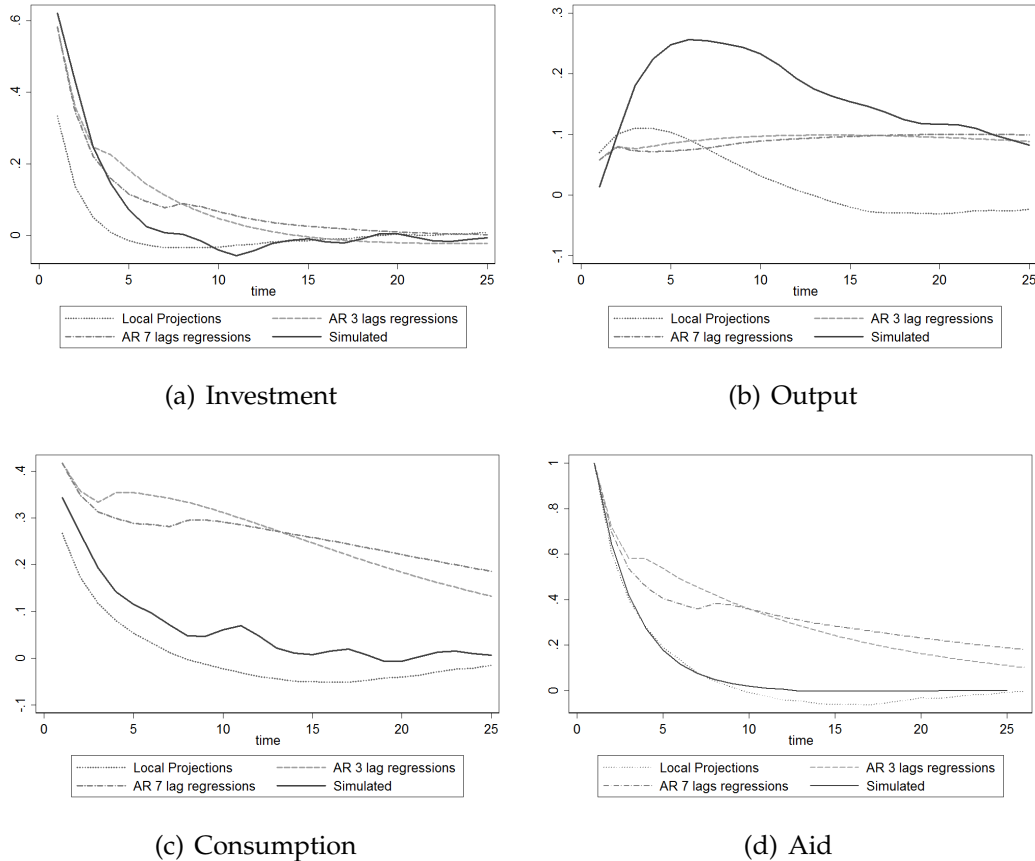 .6
.4
.2
0
0
5
10
15
20
25
time
Local Projections
AR 3 lags regressions
AR 7 lags regressions
Simulated
(a) Investment
.3
.2
.1
0
-.1
0
5
10
15
20
25
time
Local Projections
AR 3 lag regressions
AR 7 lag regressions
Simulated
(b) Output
.4
.3
.2
.1
0
-.1
0
5
10
15
20
25
time
Local Projections
AR 3 lag regressions
AR 7 lag regressions
Simulated
(c) Consumption
1
.8
.6
.4
.2
0
0
5
10
15
20
25
time
Local Projections
AR 3 lags regressions
AR 7 lags regressions
Simulated
(d) Aid